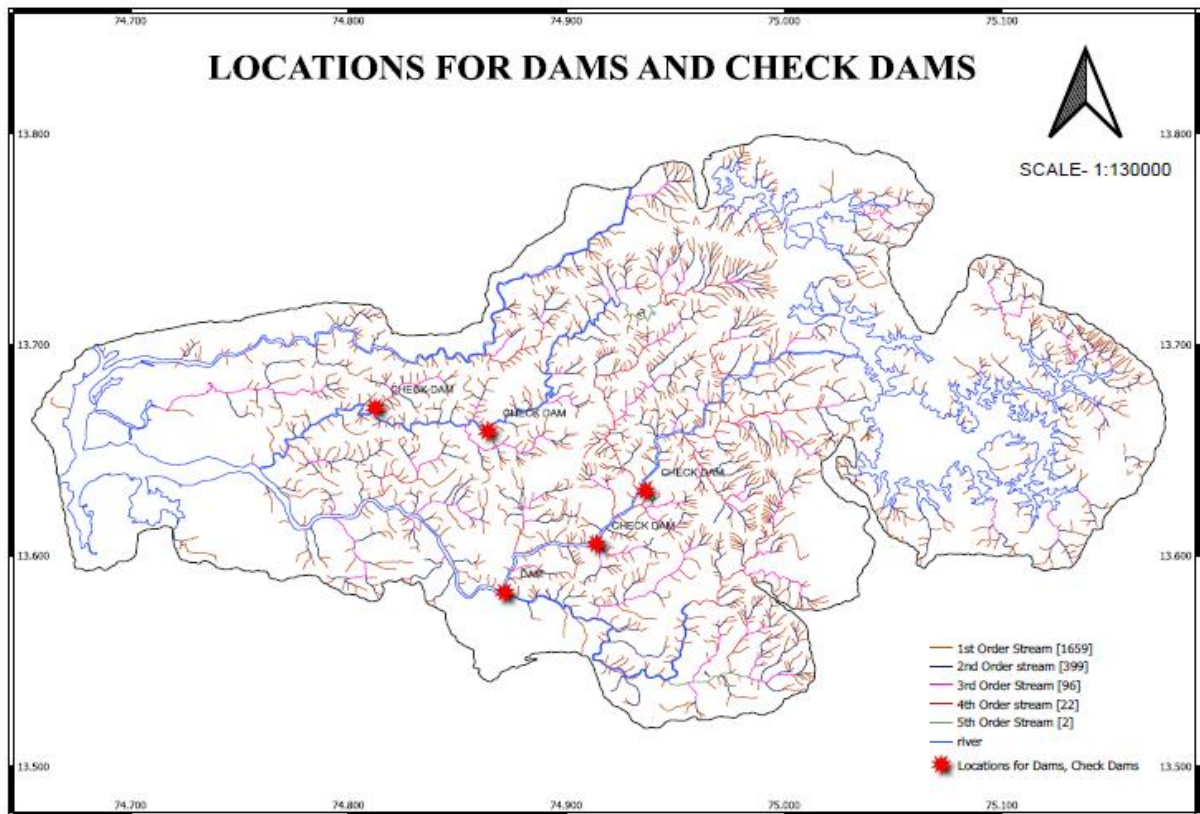 74.700 74.800 74.900 75.000 75.100
LOCATIONS FOR DAMS AND CHECK DAMS
13.800 13.800
SCALE- 1:130000
13.700 13.700
CHECK DAM
CHECK DAM
CHECK DAM
CHECK DAM
13.600 13.600
DAM
1st Order Stream [1659]
2nd Order stream [399]
3rd Order Stream [96]
4th Order stream [22]
5th Order Stream [2]
river
13.500 Locations for Dams, Check Dams 13.500
74.700 74.800 74.900 75.000 75.100